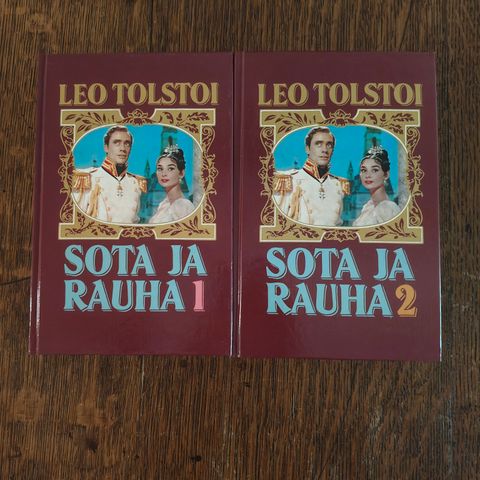 LEO TOLSTOI
SOTA JA
RAUHA 1
LEO TOLSTOI
SOTA JA
RAUHA 2